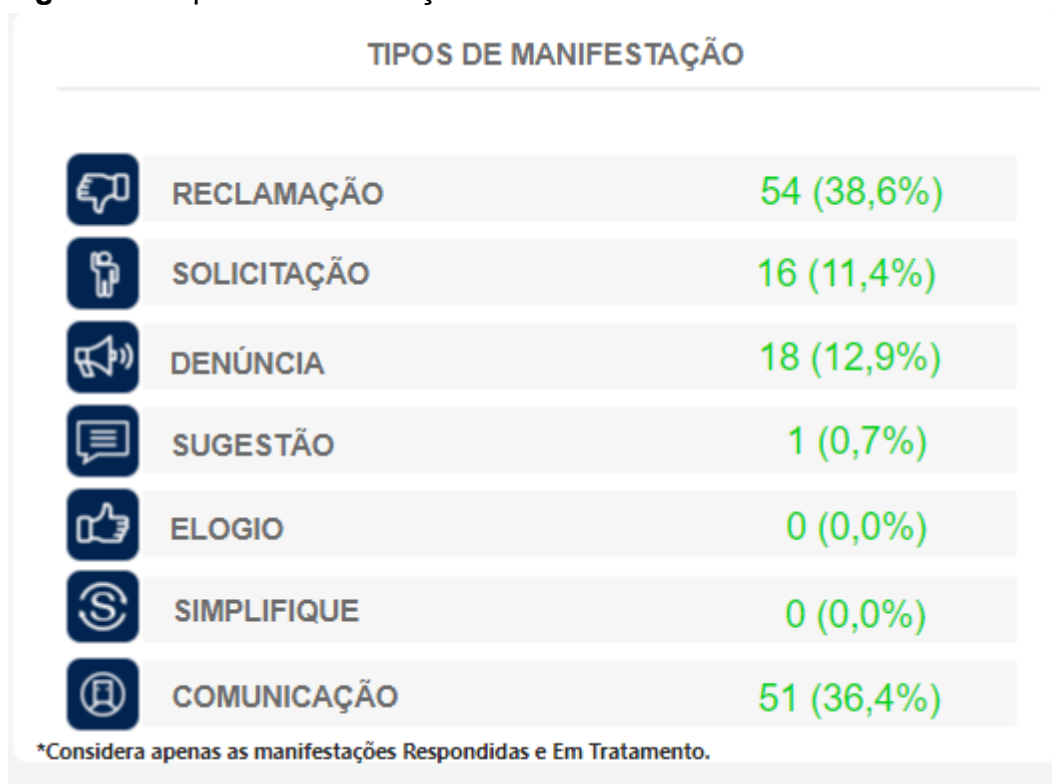 TIPOS DE MANIFESTAÇÃO
RECLAMAÇÃO 54 (38,6%)
SOLICITAÇÃO 16 (11,4%)
DENÚNCIA 18 (12,9%)
SUGESTÃO 1 (0,7%)
ELOGIO 0 (0,0%)
SIMPLIFIQUE 0 (0,0%)
COMUNICAÇÃO 51 (36,4%)
*Considera apenas as manifestações Respondidas e Em Tratamento.